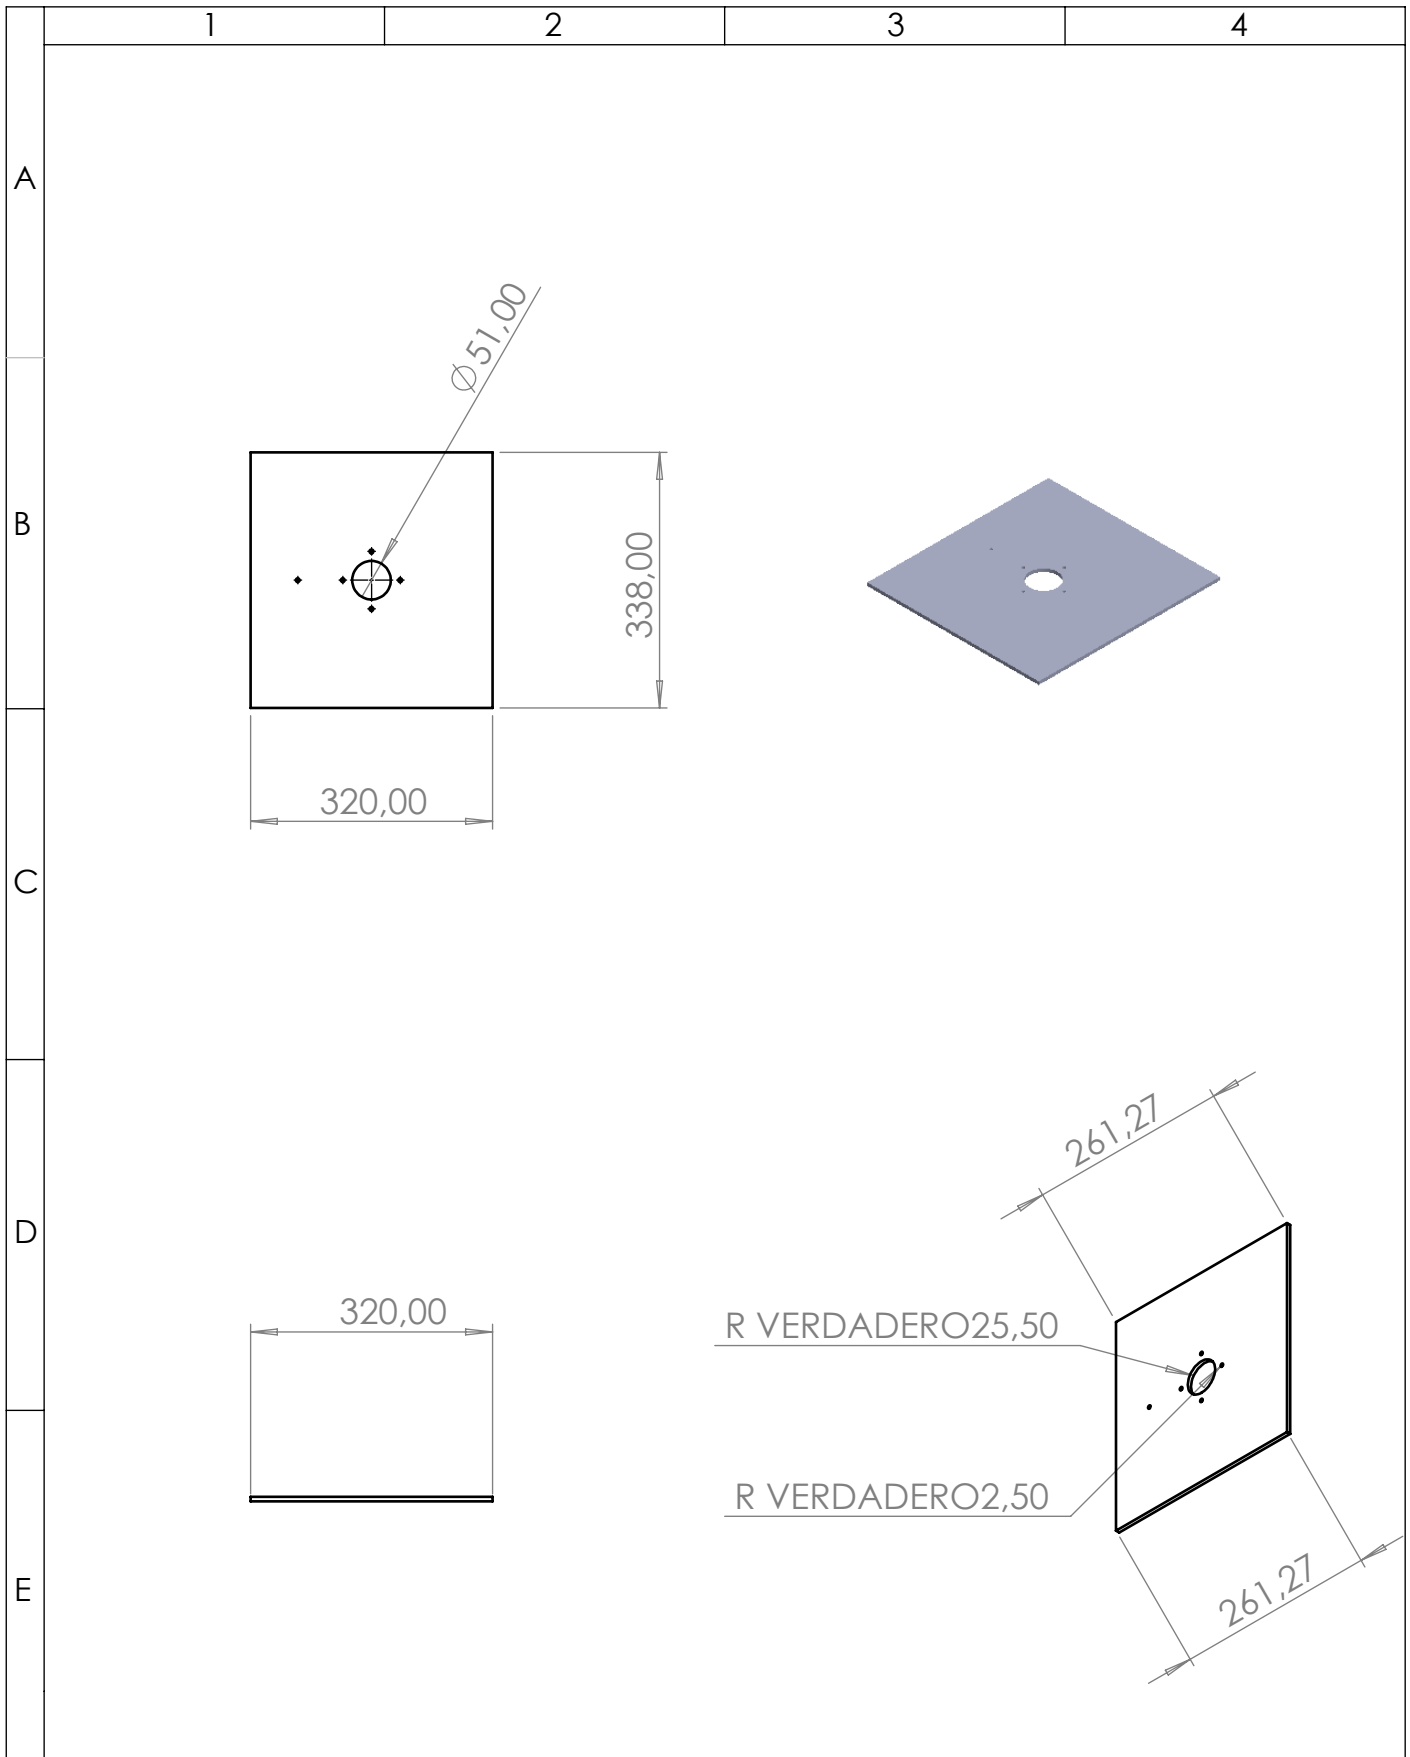 1 2 3 4
A
Ø 51,00
B
338,00
320,00
C
261,27
D
320,00
R VERDADERO25,50
R VERDADERO2,50
E
261,27